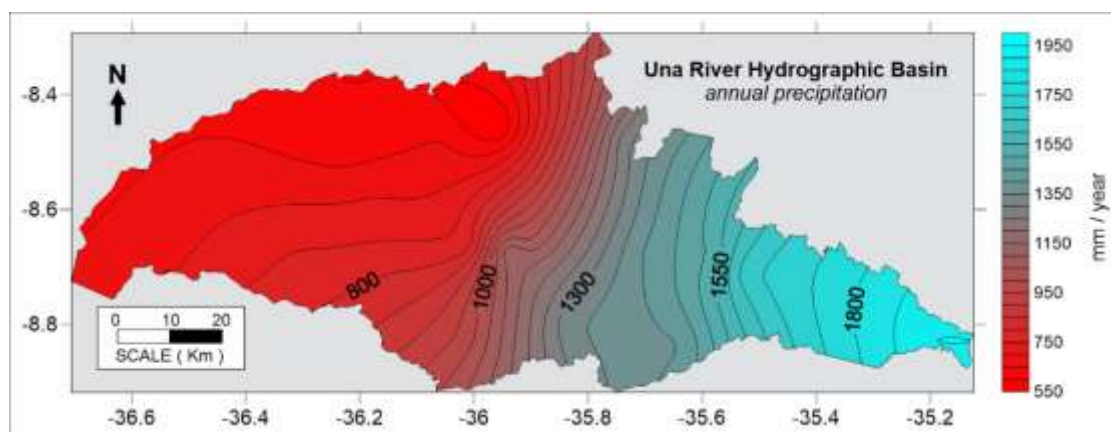 N
Una River Hydrographic Basin
annual precipitation
-8.4
-8.6
-8.8
800
1000
1300
1550
1800
0 10 20
SCALE ( Km )
-36.6 -36.4 -36.2 -36 -35.8 -35.6 -35.4 -35.2
1950
1750
1550
1350
1150
950
750
550
mm / year